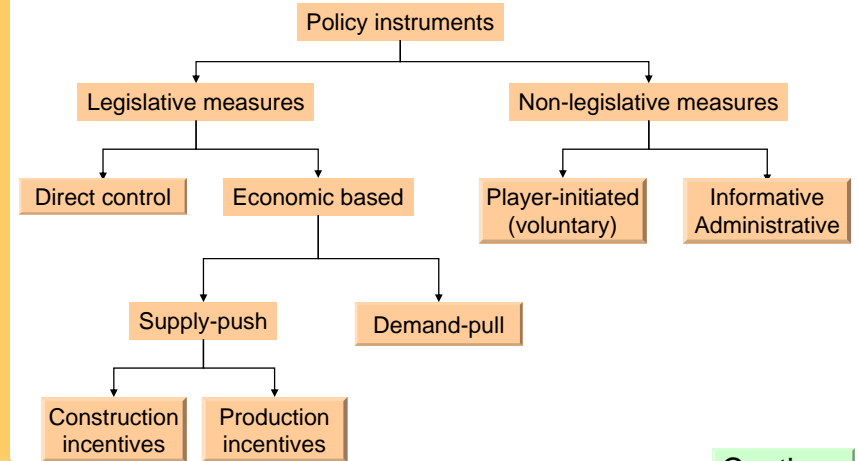 Policy instruments
Legislative measures
Non-legislative measures
Direct control
Economic based
Player-initiated
(voluntary)
Informative
Administrative
Supply-push
Demand-pull
Construction
incentives
Production
incentives